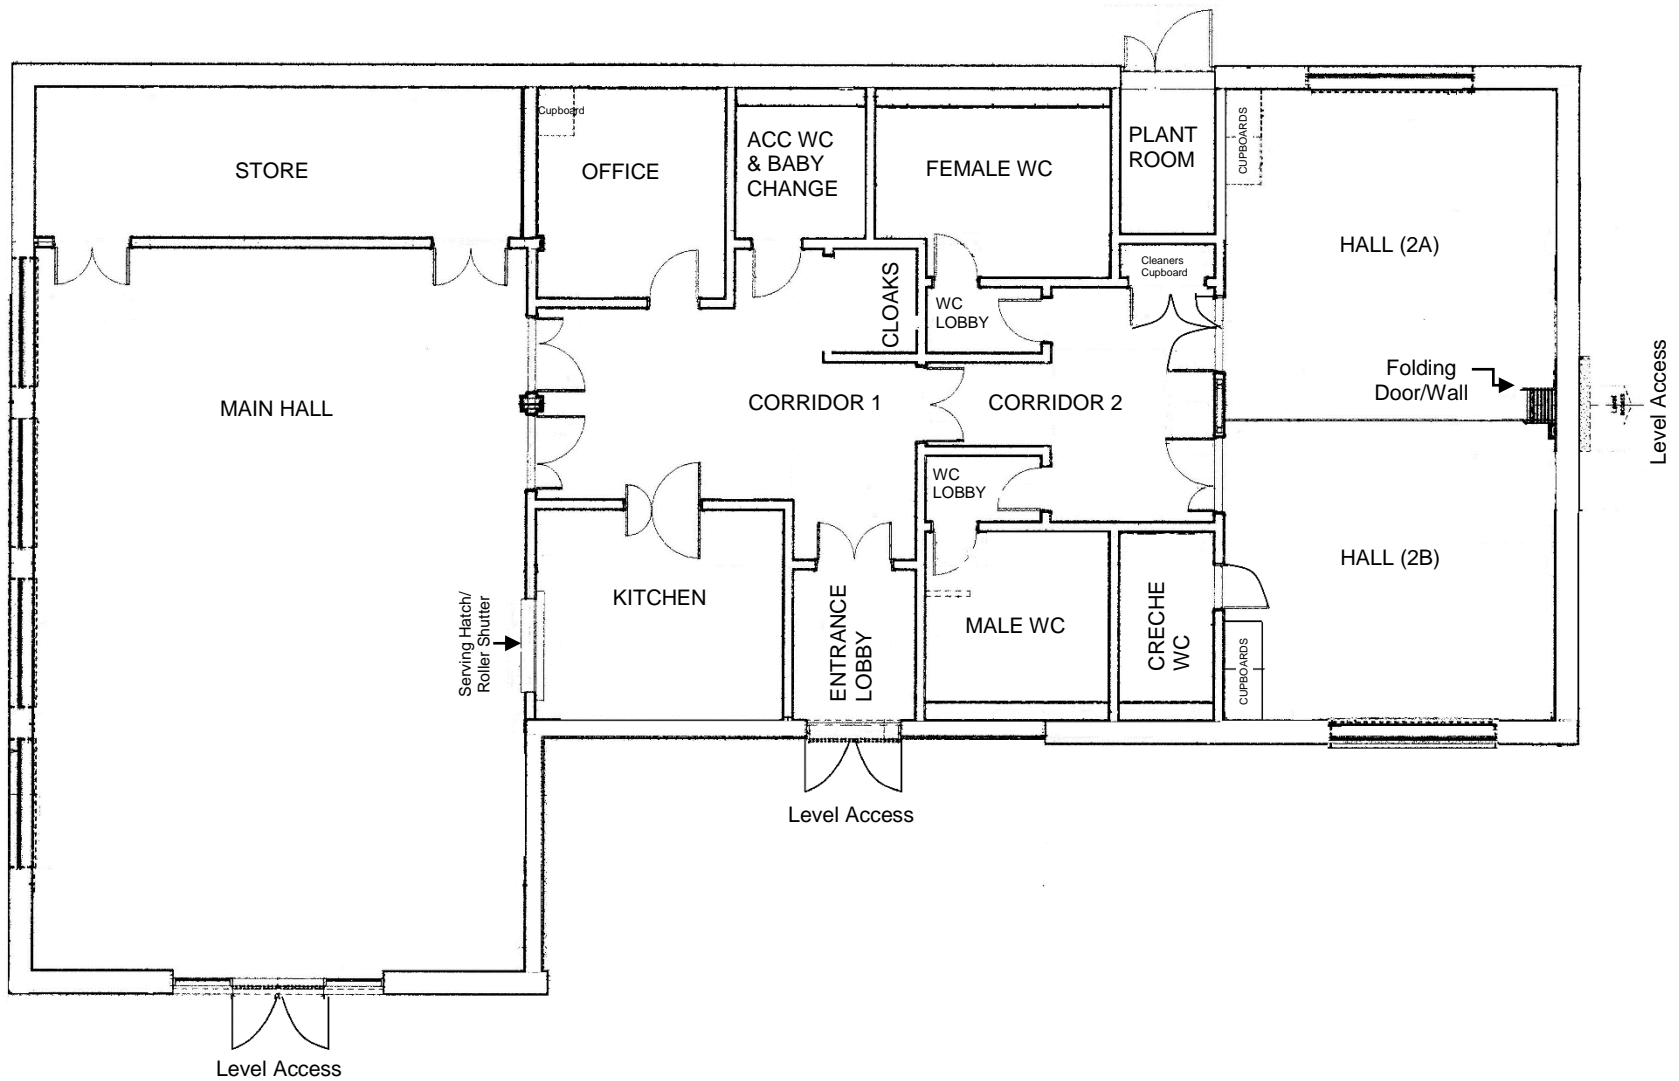 Cupboard
STORE
OFFICE
ACC WC
& BABY
CHANGE
FEMALE WC
PLANT
ROOM
CUPBOARDS
HALL (2A)
Cleaners
Cupboard
CLOAKS
WC
LOBBY
MAIN HALL
CORRIDOR 1
CORRIDOR 2
Folding
Door/Wall
Level Access
Level
access
WC
LOBBY
HALL (2B)
Serving Hatch/
Roller Shutter
KITCHEN
ENTRANCE
LOBBY
MALE WC
CRECHE
WC
CUPBOARDS
Level Access
Level Access